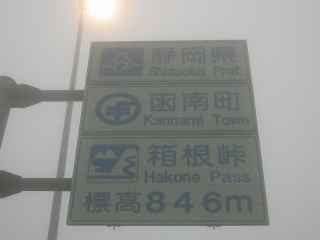 静岡県
Shizuoka Pref.
函南町
Kannami Town
箱根峠
Hakone Pass
標高846m